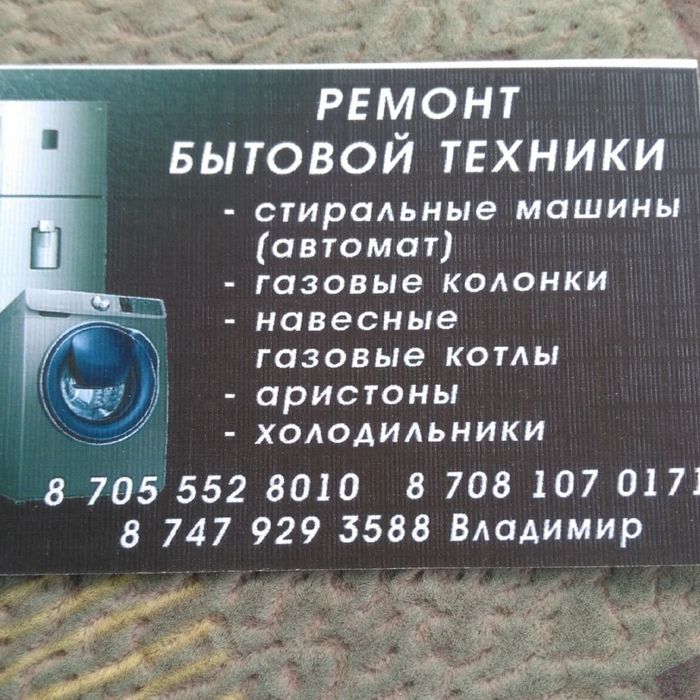 РЕМОНТ
БЫТОВОЙ ТЕХНИКИ
- стиральные машины
(автомат)
- газовые колонки
- навесные
газовые котлы
- аристоны
- холодильники
8 705 552 8010 8 708 107 0171
8 747 929 3588 Владимир